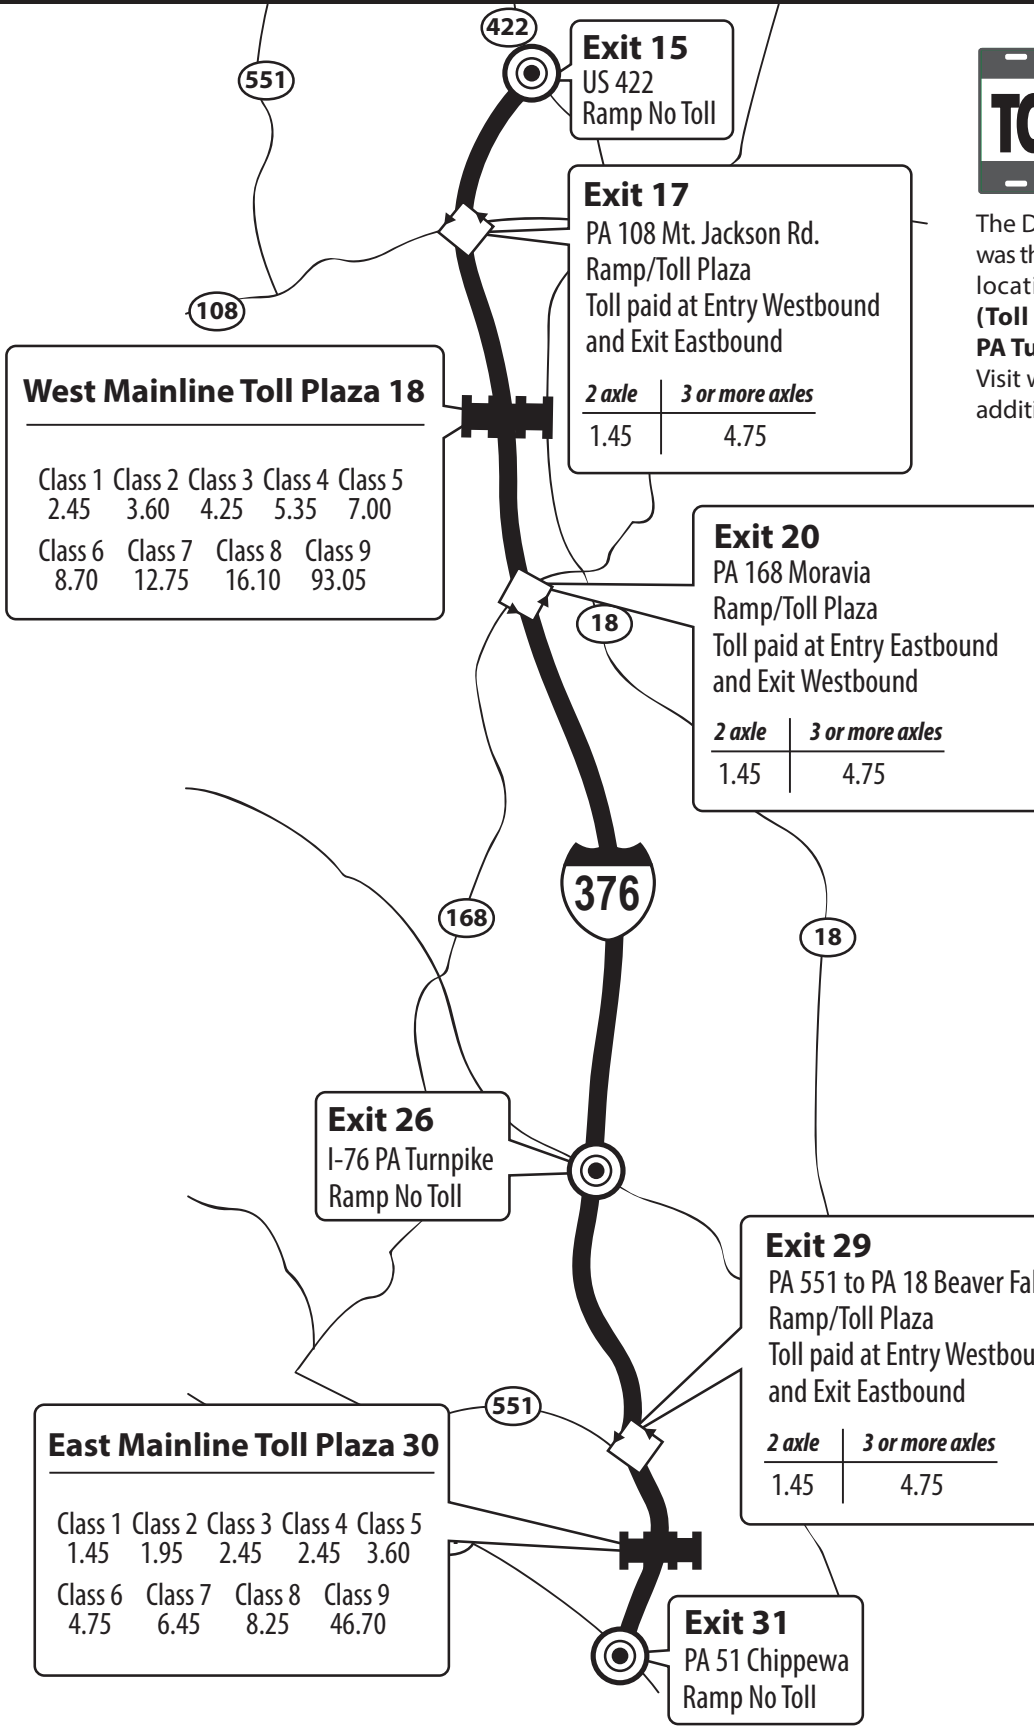 422
551
Exit 15
US 422
Ramp No Toll
Exit 17
PA 108 Mt. Jackson Rd.
Ramp/Toll Plaza
Toll paid at Entry Westbound
and Exit Eastbound
2 axle 3 or more axles
1.45 4.75
The
was
(Toll
PA
Visit
108
West Mainline Toll Plaza 18
Class 1 Class 2 Class 3 Class 4 Class 5
2.45 3.60 4.25 5.35 7.00
Class 6 Class 7 Class 8 Class 9
8.70 12.75 16.10 93.05
Exit 20
PA 168 Moravia
Ramp/Toll Plaza
Toll paid at Entry Eastbound
and Exit Westbound
2 axle 3 or more axles
1.45 4.75
18
376
168
18
Exit 26
I-76 PA Turnpike
Ramp No Toll
Exit 29
PA 551 to PA 18 Beaver
Ramp/Toll Plaza
Toll paid at Entry
and Exit Eastbound
2 axle 3 or more axles
1.45 4.75
551
East Mainline Toll Plaza 30
Class 1 Class 2 Class 3 Class 4 Class 5
1.45 1.95 2.45 2.45 3.60
Class 6 Class 7 Class 8 Class 9
4.75 6.45 8.25 46.70
Exit 31
PA 51 Chippewa
Ramp No Toll